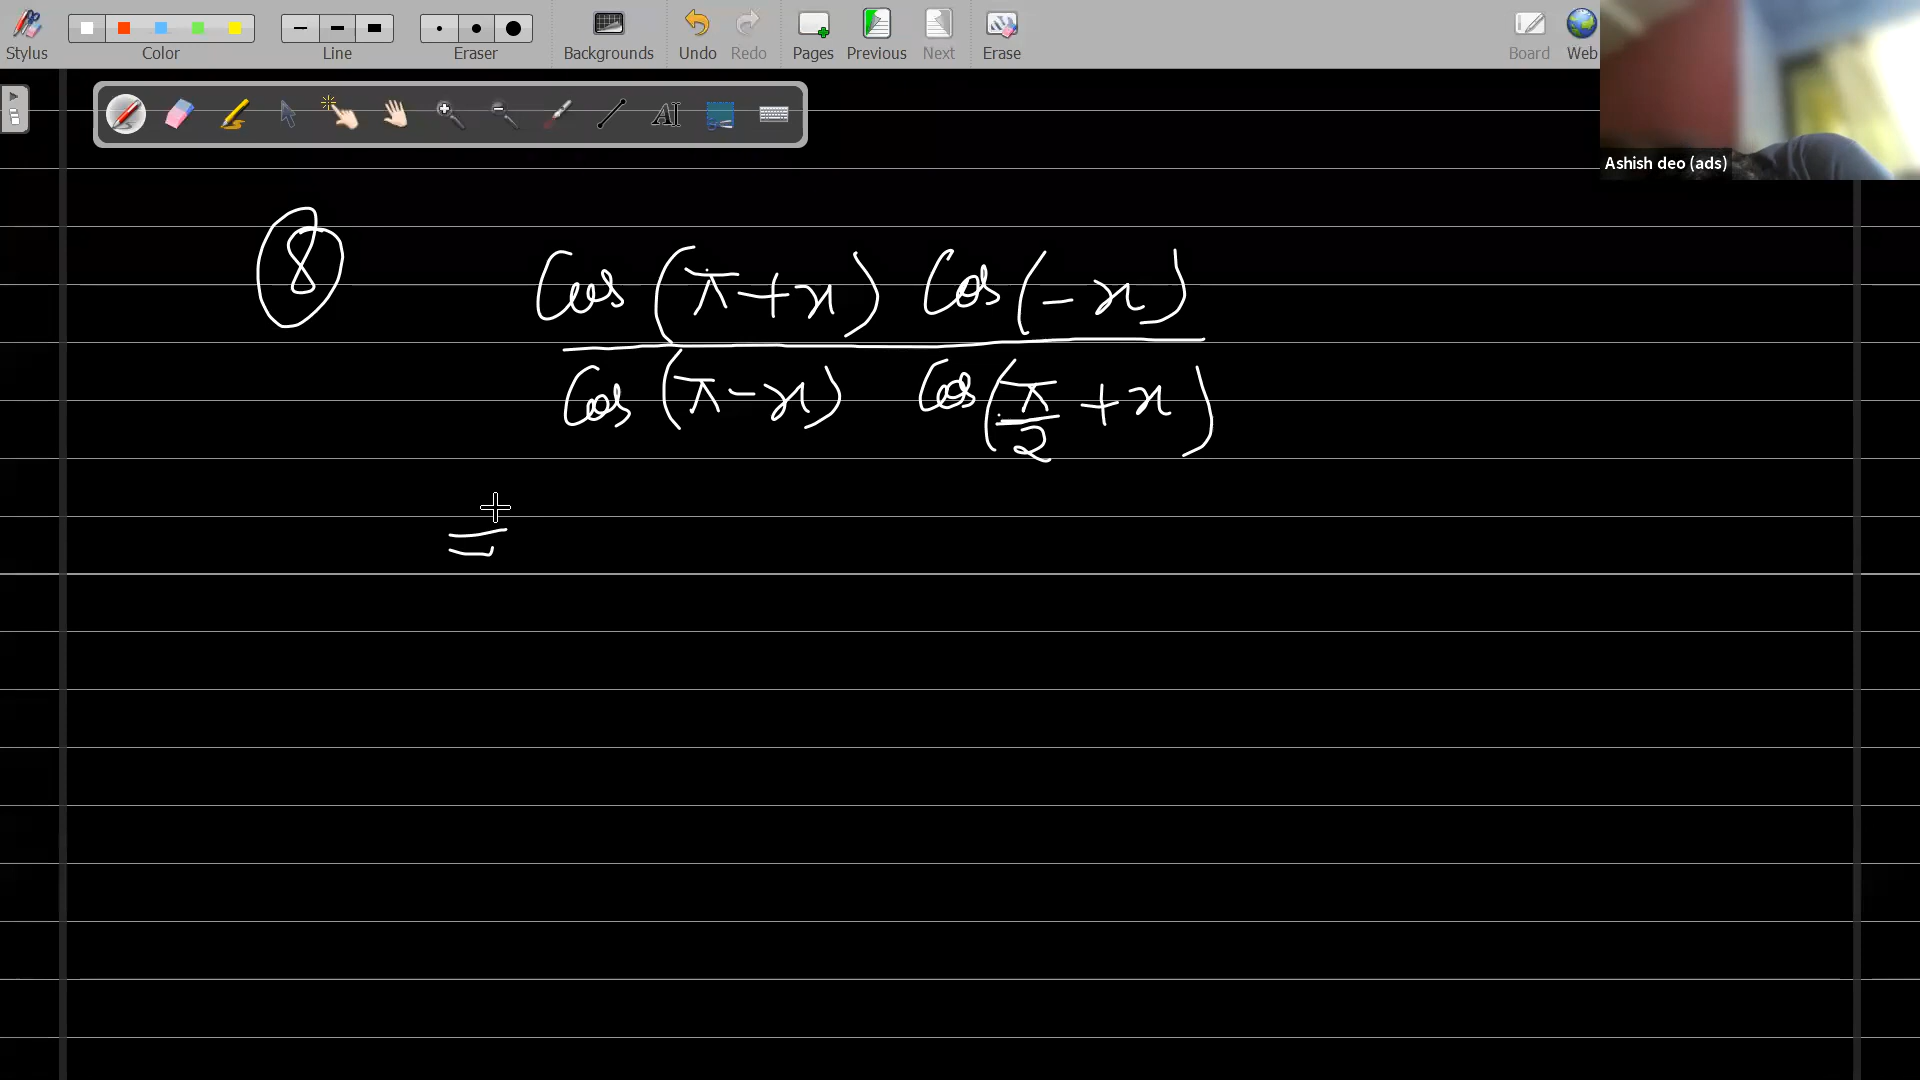 Stylus Color Line Eraser Backgrounds Undo Redo Pages Previous Next Erase Board Web
AI
Ashish deo (ads)
8 Cos(π+x) Cos(-x)
Cos(π-x) Cos(π/2 +x)
=